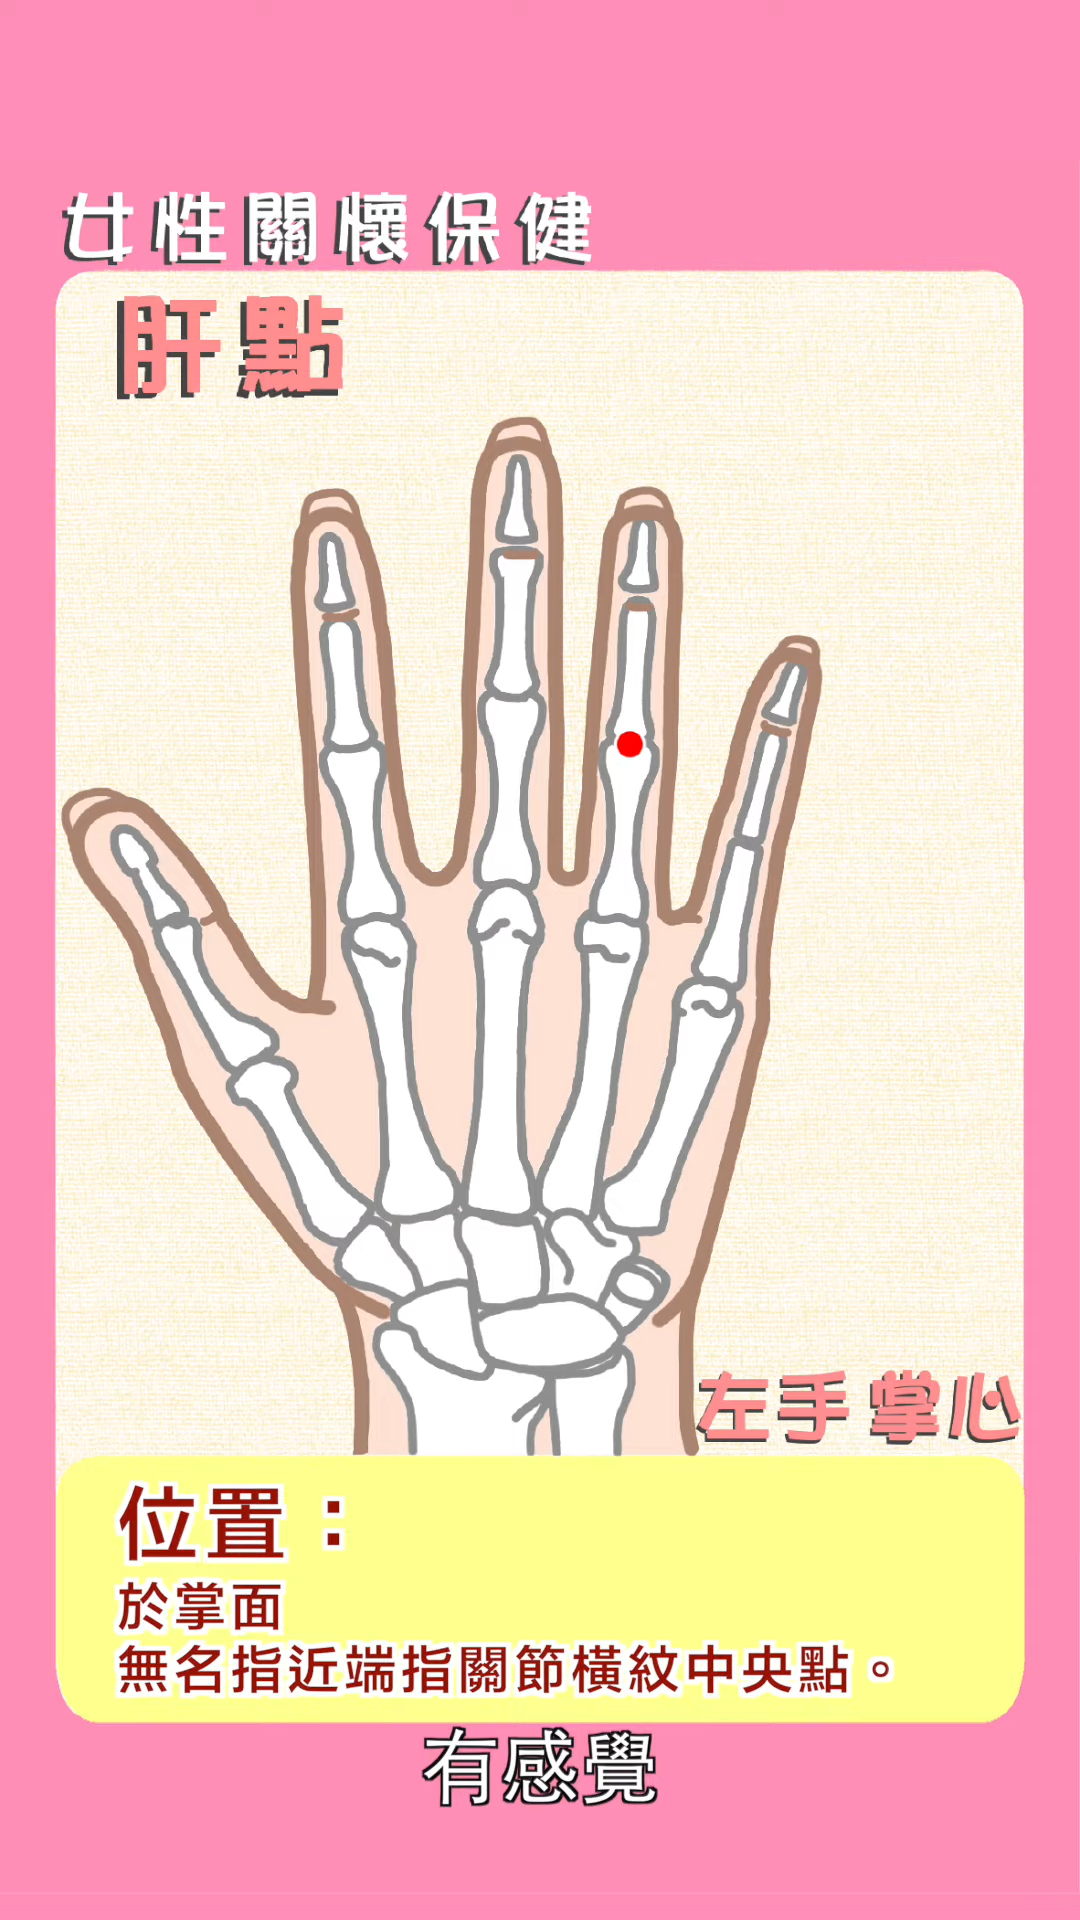 女性關懷保健
肝點
左手掌心
位置：
於掌面
無名指近端指關節橫紋中央點。
有感覺